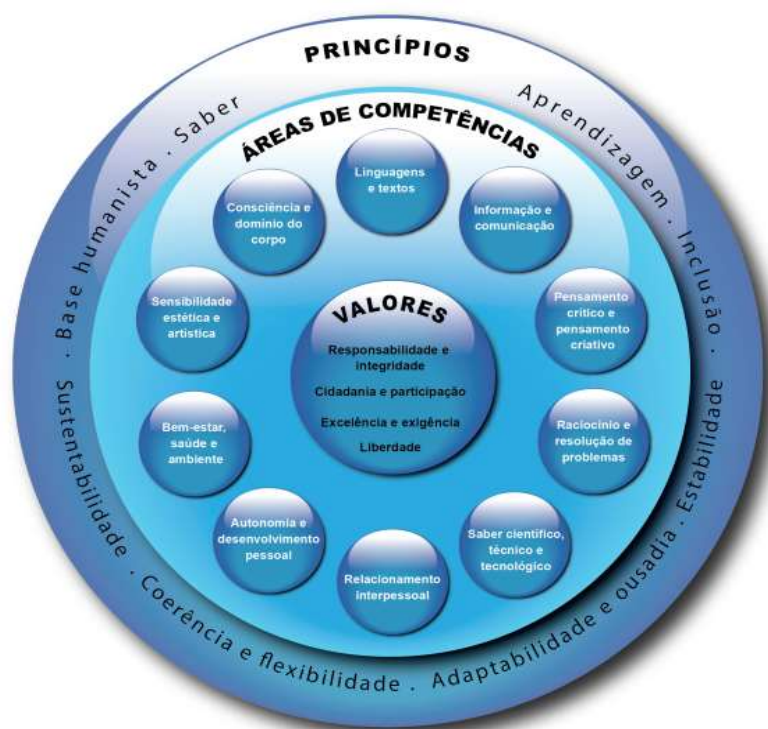 PRINCÍPIOS
Base humanista . Saber
Aprendizagem . Inclusão .
Estabilidade
Adaptabilidade e ousadia .
Coerência e flexibilidade .
Sustentabilidade .
ÁREAS DE COMPETÊNCIAS
Linguagens
e textos
Informação e
comunicação
Pensamento
crítico e
pensamento
criativo
Raciocínio e
resolução de
problemas
Saber científico,
técnico e
tecnológico
Relacionamento
interpessoal
Autonomia e
desenvolvimento
pessoal
Bem-estar,
saúde e
ambiente
Sensibilidade
estética e
artística
Consciência e
domínio do
corpo
VALORES
Responsabilidade e
integridade
Cidadania e participação
Excelência e exigência
Liberdade